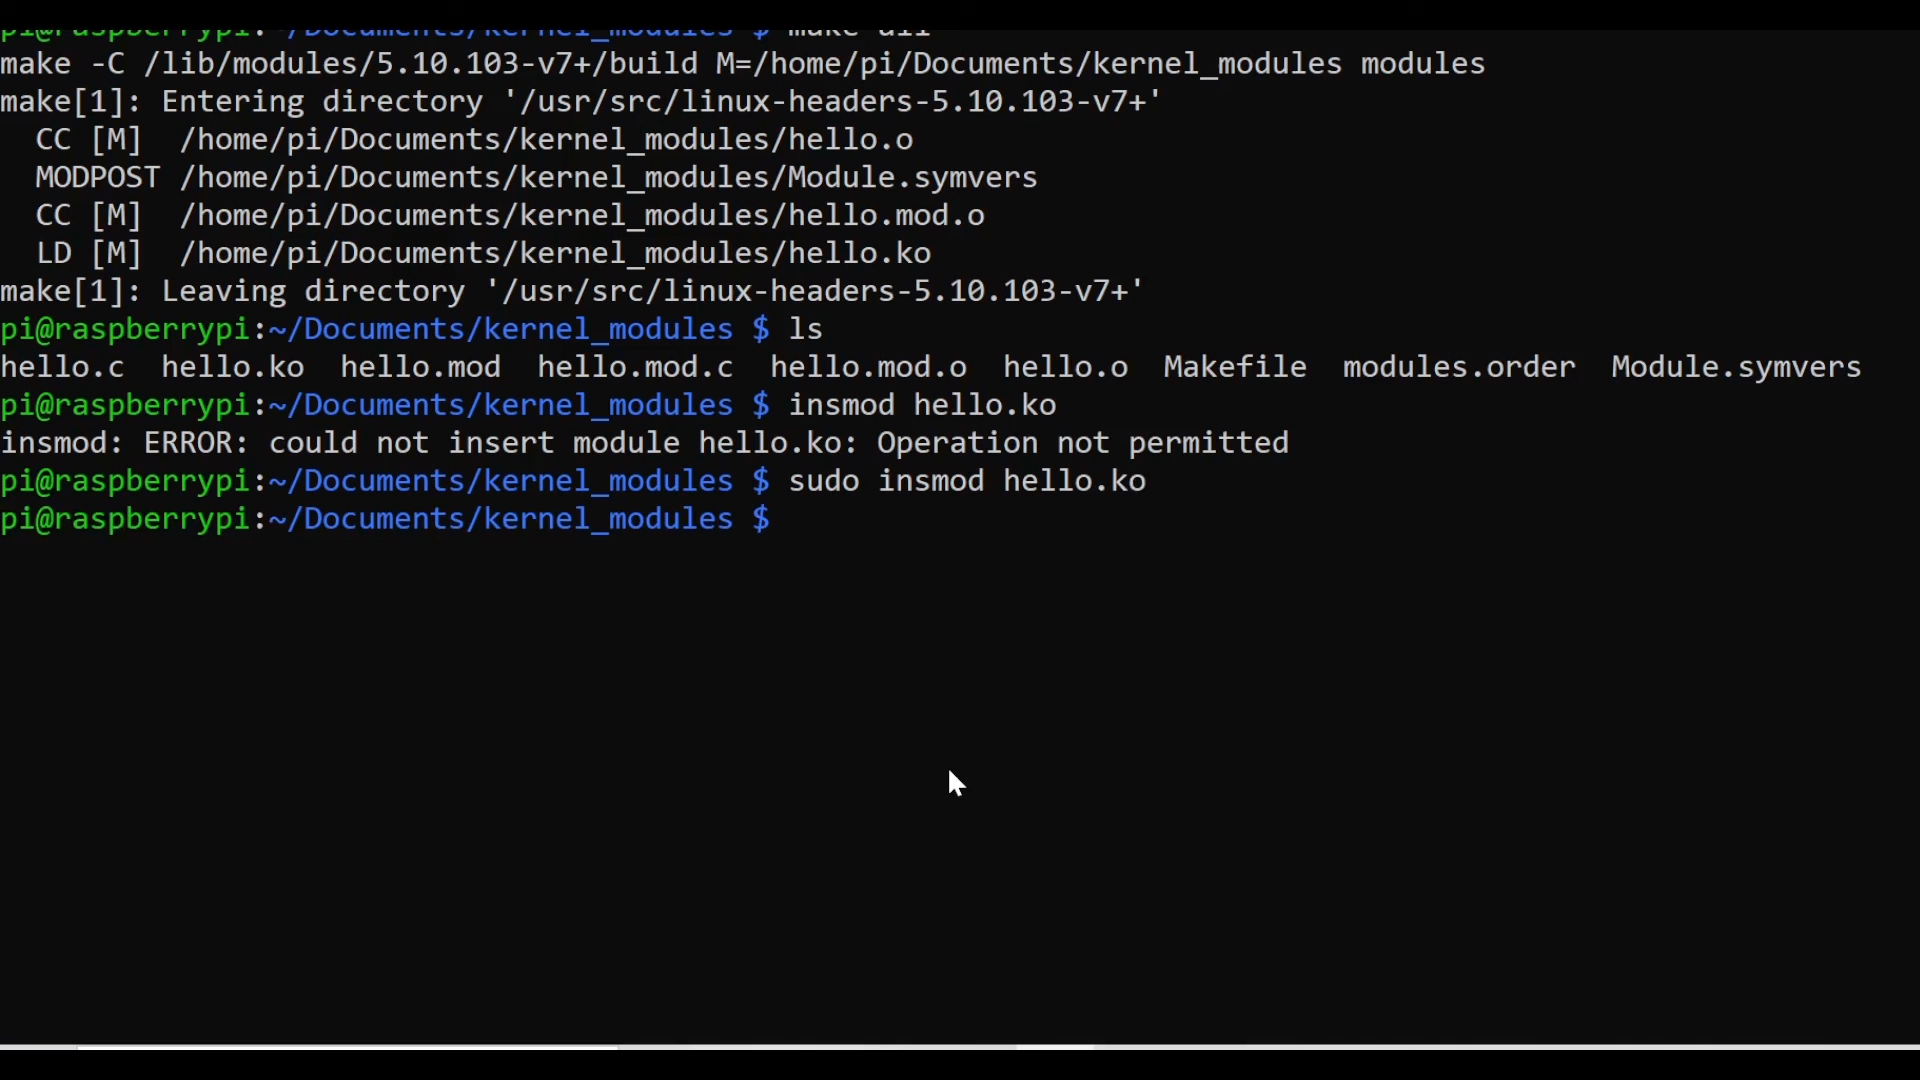 pi@raspberrypi:~/Documents/kernel_modules $ make all
make -C /lib/modules/5.10.103-v7+/build M=/home/pi/Documents/kernel_modules modules
make[1]: Entering directory '/usr/src/linux-headers-5.10.103-v7+'
  CC [M]  /home/pi/Documents/kernel_modules/hello.o
  MODPOST /home/pi/Documents/kernel_modules/Module.symvers
  CC [M]  /home/pi/Documents/kernel_modules/hello.mod.o
  LD [M]  /home/pi/Documents/kernel_modules/hello.ko
make[1]: Leaving directory '/usr/src/linux-headers-5.10.103-v7+'
pi@raspberrypi:~/Documents/kernel_modules $ ls
hello.c  hello.ko  hello.mod  hello.mod.c  hello.mod.o  hello.o  Makefile  modules.order  Module.symvers
pi@raspberrypi:~/Documents/kernel_modules $ insmod hello.ko
insmod: ERROR: could not insert module hello.ko: Operation not permitted
pi@raspberrypi:~/Documents/kernel_modules $ sudo insmod hello.ko
pi@raspberrypi:~/Documents/kernel_modules $